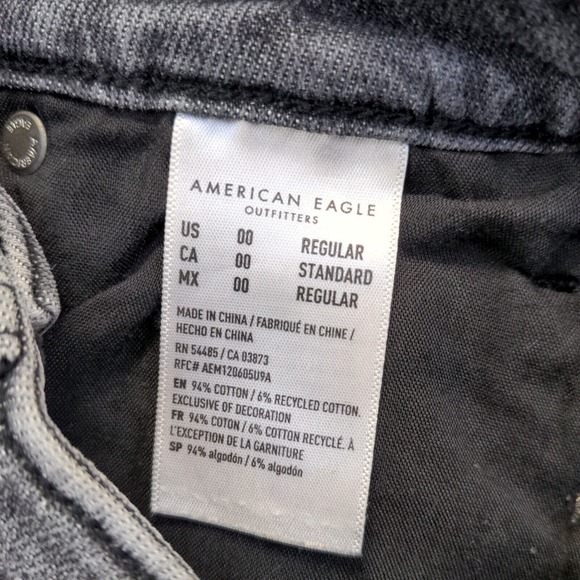 AMERICAN EAGLE
OUTFITTERS
US 00 REGULAR
CA 00 STANDARD
MX 00 REGULAR
MADE IN CHINA / FABRIQUÉ EN CHINE /
HECHO EN CHINA
RN 54485 / CA 03873
RFC# AEM120605U9A
EN 94% COTTON / 6% RECYCLED COTTON.
EXCLUSIVE OF DECORATION
FR 94% COTON / 6% COTTON RECYCLÉ. À
L'EXCEPTION DE LA GARNITURE
SP 94% algodón / 6% algodón